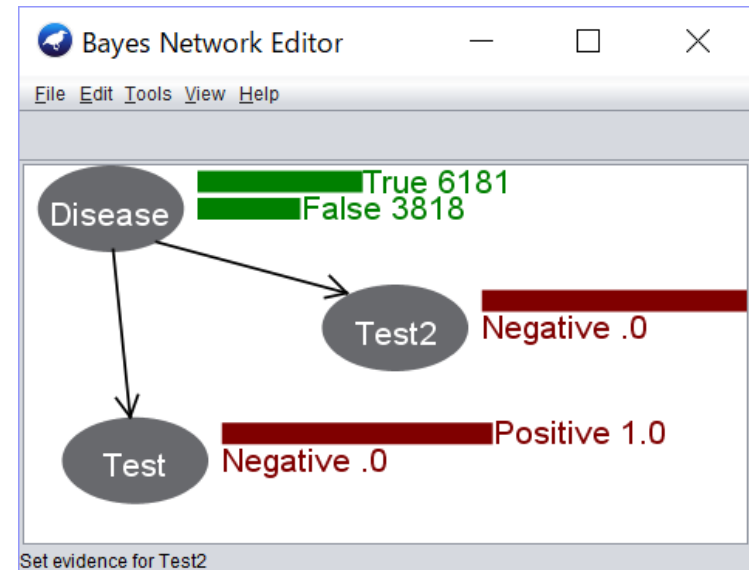 Bayes Network Editor
File Edit Tools View Help
Disease
True 6181
False 3818
Test2
Negative .0
Test
Positive 1.0
Negative .0
Set evidence for Test2